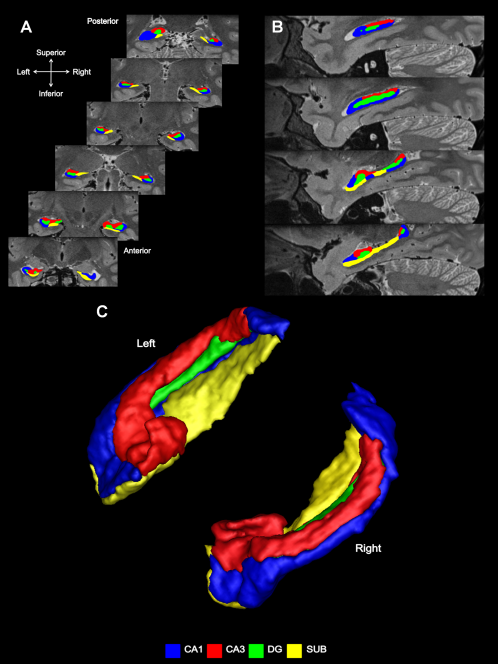 A
Posterior
Superior
Left
Right
Inferior
Anterior
B
C
Left
Right
CA1
CA3
DG
SUB